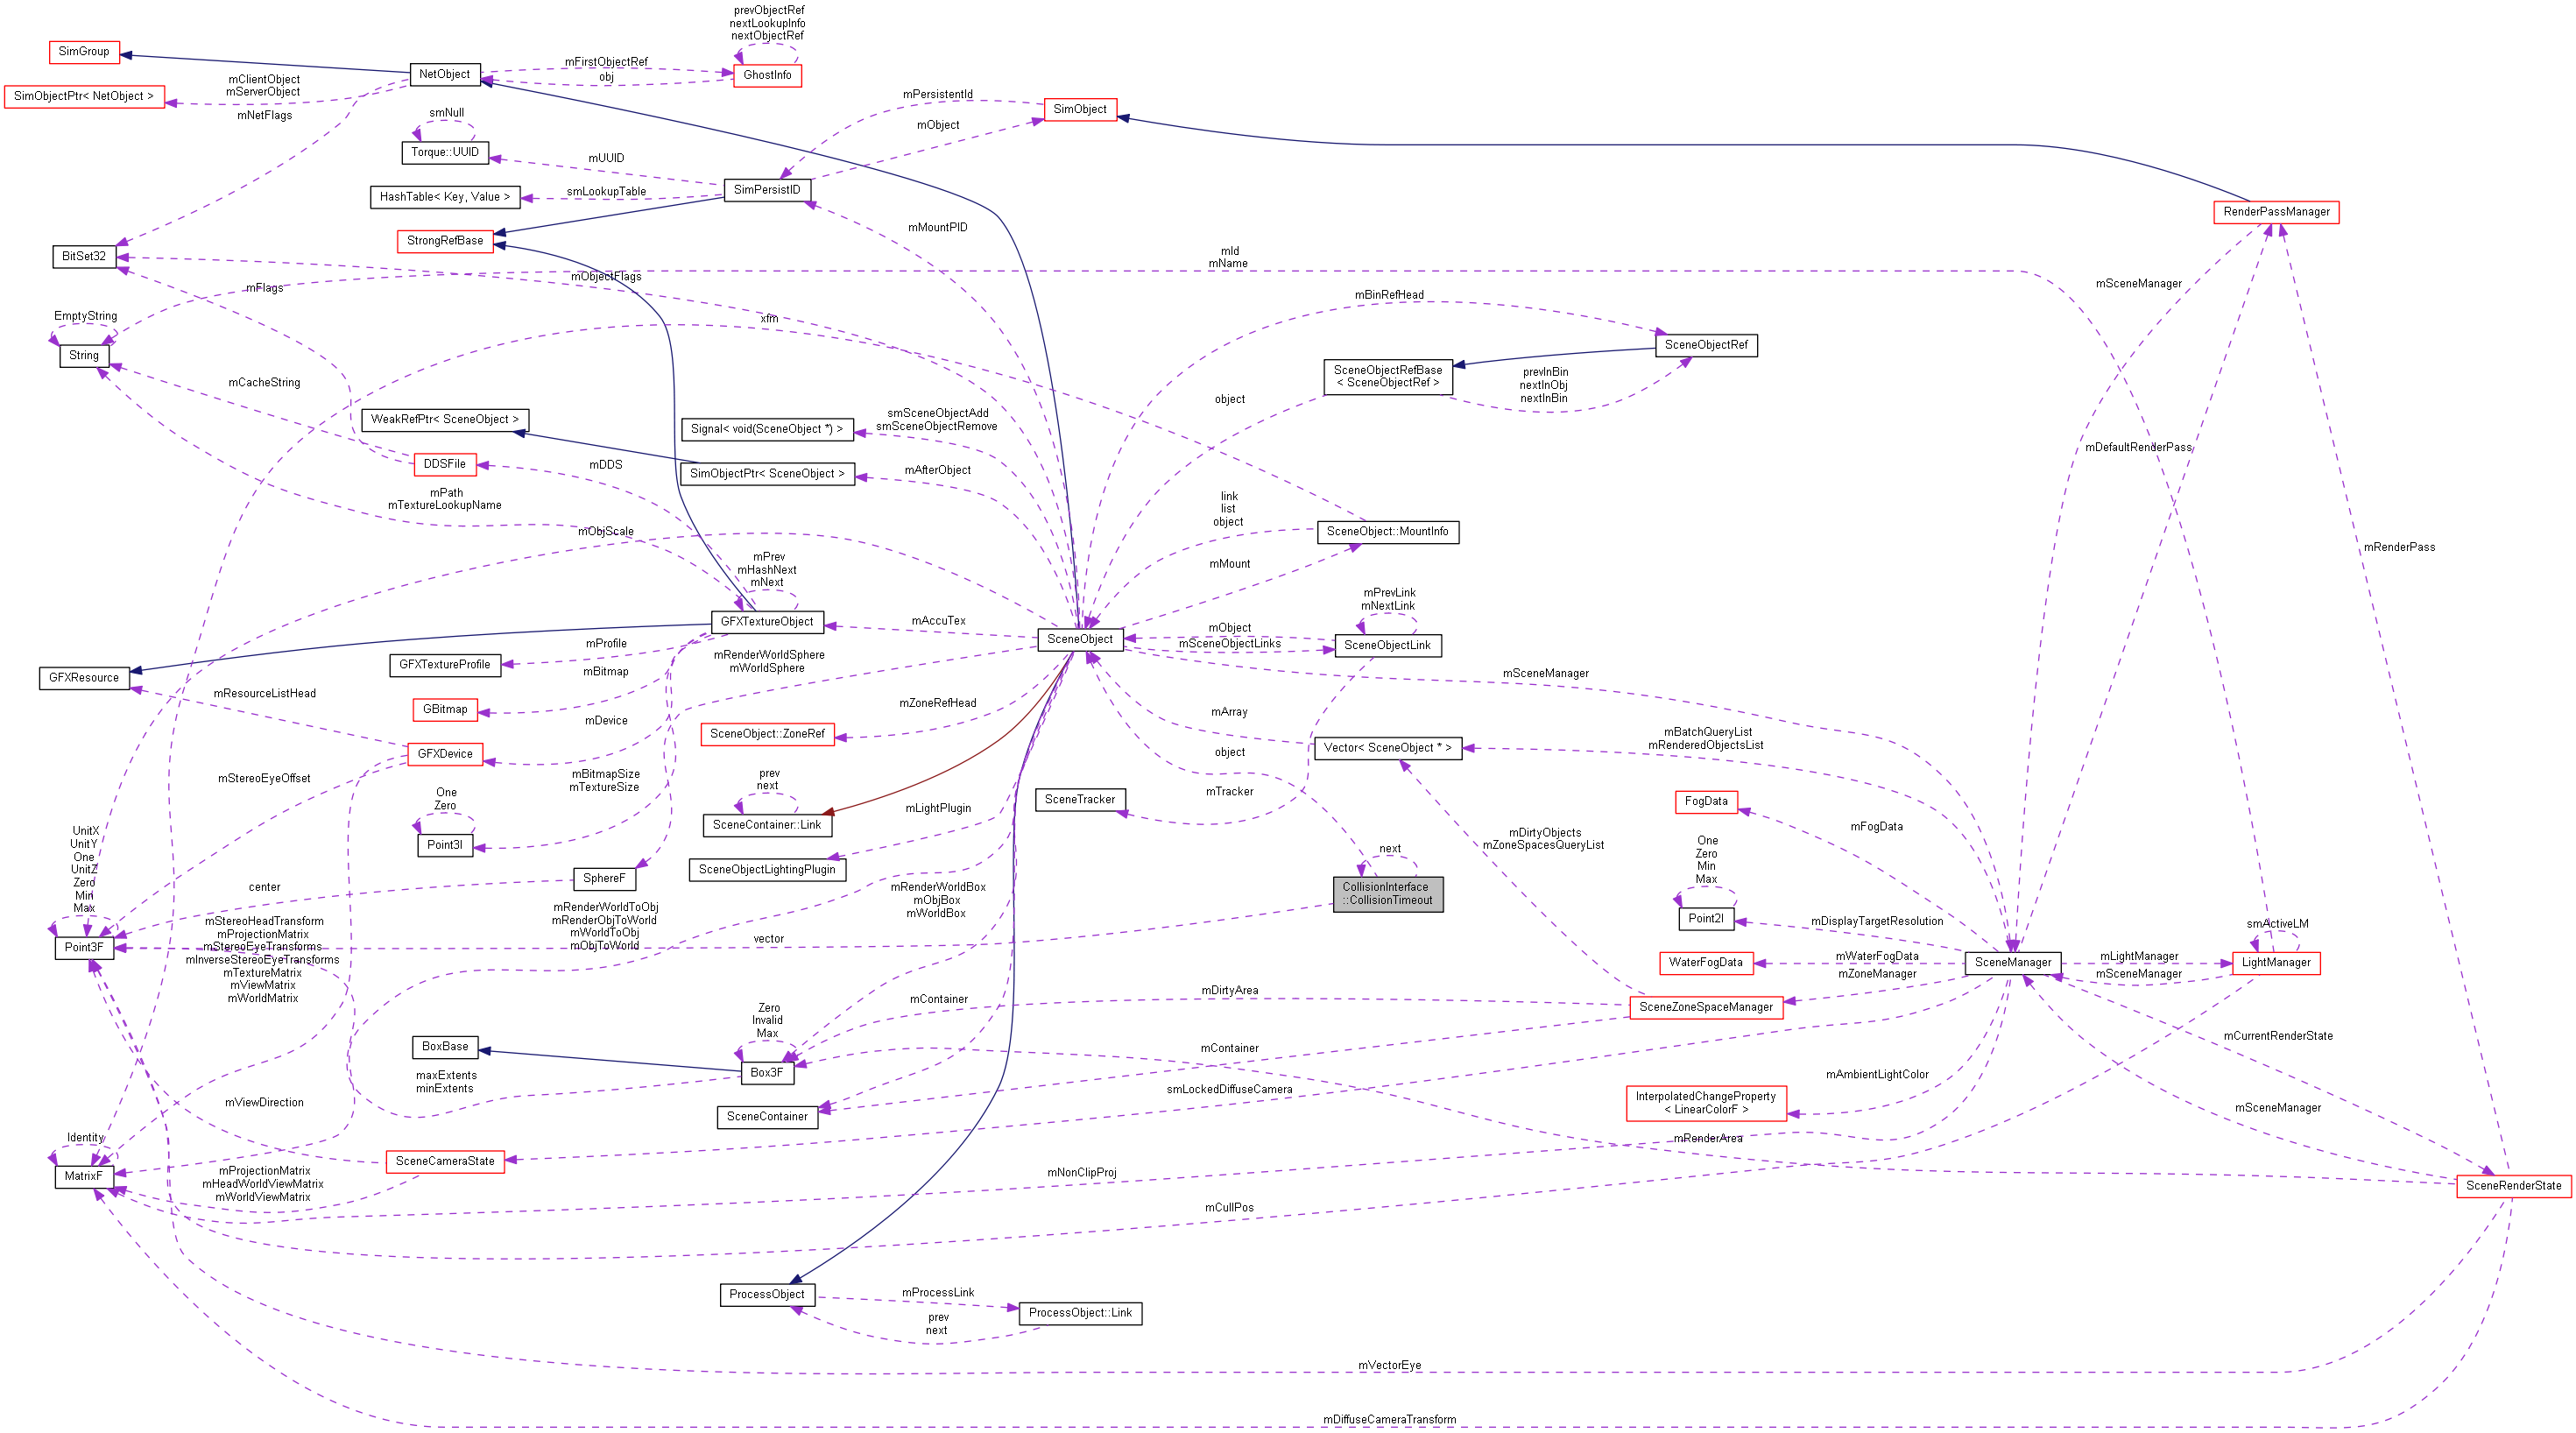 prevObjectRef
nextLookupInfo
nextObjectRef
SimGroup
NetObject
mFirstObjectRef
obj
GhostInfo
mClientObject
mServerObject
SimObjectPtr< NetObject >
mNetFlags
mPersistentId
SimObject
smNull
mObject
Torque::UUID
mUUID
SimPersistID
HashTable< Key, Value >
smLookupTable
RenderPassManager
mMountPID
StrongRefBase
BitSet32
mId
mName
mObjectFlags
mFlags
mSceneManager
mBinRefHead
EmptyString
xfm
String
SceneObjectRef
SceneObjectRefBase
< SceneObjectRef >
prevInBin
nextInObj
nextInBin
mCacheString
object
WeakRefPtr< SceneObject >
smSceneObjectAdd
smSceneObjectRemove
Signal< void(SceneObject *) >
mDefaultRenderPass
DDSFile
mDDS
SimObjectPtr< SceneObject >
mAfterObject
mPath
mTextureLookupName
link
list
object
SceneObject::MountInfo
mObjScale
mRenderPass
mPrev
mHashNext
mNext
mMount
mPrevLink
mNextLink
GFXTextureObject
mAccuTex
SceneObject
mObject
mSceneObjectLinks
SceneObjectLink
mProfile
GFXTextureProfile
mRenderWorldSphere
mWorldSphere
GFXResource
mBitmap
mSceneManager
mResourceListHead
GBitmap
mZoneRefHead
mArray
mDevice
SceneObject::ZoneRef
mBatchQueryList
mRenderedObjectsList
GFXDevice
object
Vector< SceneObject * >
mStereoEyeOffset
mBitmapSize
mTextureSize
prev
next
mTracker
SceneTracker
FogData
One
Zero
mLightPlugin
SceneContainer::Link
mFogData
Point3I
mDirtyObjects
mZoneSpacesQueryList
UnitX
UnitY
One
UnitZ
Zero
Min
Max
One
Zero
Min
Max
next
SceneObjectLightingPlugin
SphereF
center
CollisionInterface
::CollisionTimeout
mRenderWorldBox
mObjBox
mWorldBox
mRenderWorldToObj
mRenderObjToWorld
mWorldToObj
mObjToWorld
Point2I
mDisplayTargetResolution
smActiveLM
mStereoHeadTransform
mProjectionMatrix
mStereoEyeTransforms
mInverseStereoEyeTransforms
mTextureMatrix
mViewMatrix
mWorldMatrix
Point3F
vector
WaterFogData
mWaterFogData
SceneManager
mLightManager
mSceneManager
LightManager
mZoneManager
mDirtyArea
mContainer
Zero
Invalid
Max
SceneZoneSpaceManager
mCurrentRenderState
BoxBase
mContainer
Box3F
maxExtents
minExtents
mAmbientLightColor
smLockedDiffuseCamera
InterpolatedChangeProperty
< LinearColorF >
mViewDirection
SceneContainer
mSceneManager
Identity
mRenderArea
SceneCameraState
MatrixF
mProjectionMatrix
mHeadWorldViewMatrix
mWorldViewMatrix
mNonClipProj
SceneRenderState
mCullPos
ProcessObject
mProcessLink
ProcessObject::Link
prev
next
mVectorEye
mDiffuseCameraTransform